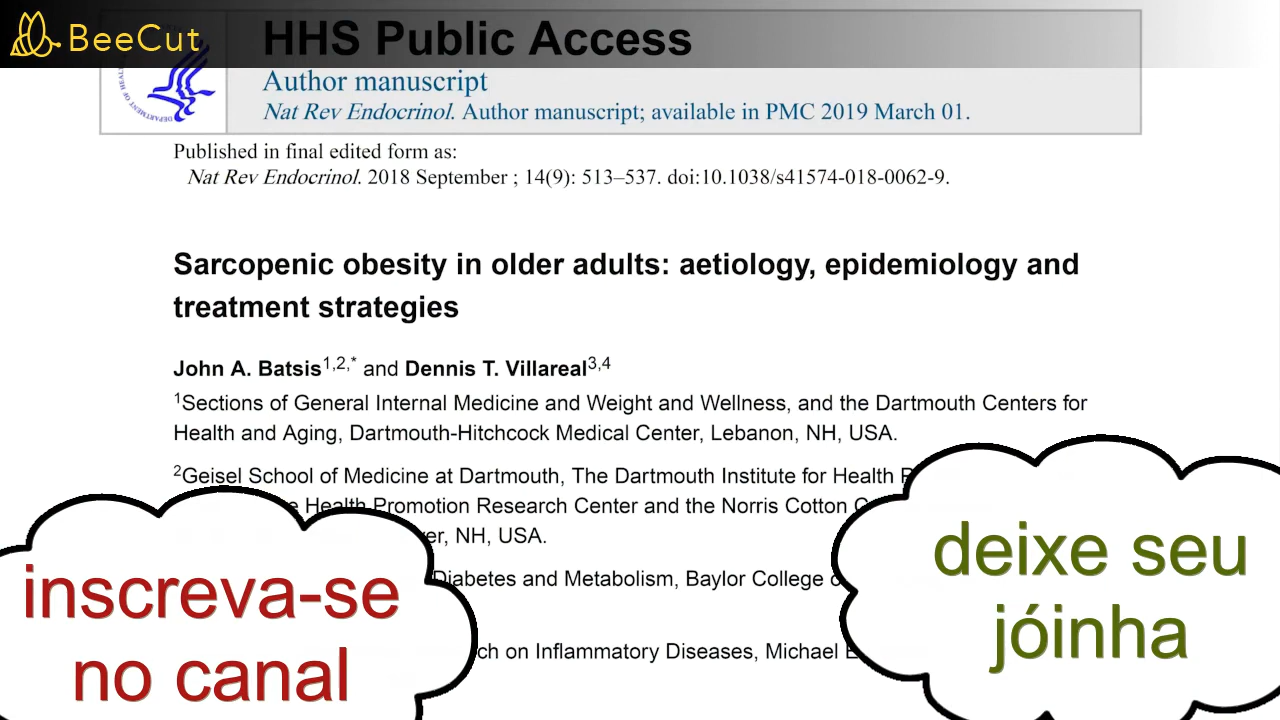 BeeCut
HHS Public Access
Author manuscript
Nat Rev Endocrinol. Author manuscript; available in PMC 2019 March 01.
Published in final edited form as:
Nat Rev Endocrinol. 2018 September ; 14(9): 513–537. doi:10.1038/s41574-018-0062-9.
Sarcopenic obesity in older adults: aetiology, epidemiology and
treatment strategies
John A. Batsis1,2,* and Dennis T. Villareal3,4
1Sections of General Internal Medicine and Weight and Wellness, and the Dartmouth Centers for
Health and Aging, Dartmouth-Hitchcock Medical Center, Lebanon, NH, USA.
2Geisel School of Medicine at Dartmouth, The Dartmouth Institute for Health
Health Promotion Research Center and the Norris Cotton
NH, USA.
Diabetes and Metabolism, Baylor College
on Inflammatory Diseases, Michael
inscreva-se
no canal
deixe seu
jóinha